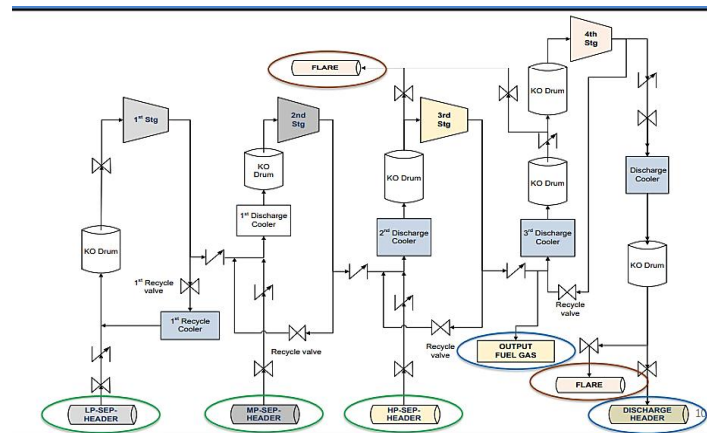 4th
Stg
FLARE
KO Drum
1st Stg
2nd
Stg
3rd
Stg
KO
Drum
KO Drum
KO Drum
Discharge
Cooler
1st Discharge
Cooler
KO Drum
2nd Discharge
Cooler
3rd Discharge
Cooler
KO Drum
1st Recycle
valve
1st Recycle
Cooler
Recycle valve
Recycle
valve
Recycle
valve
OUTPUT
FUEL GAS
FLARE
LP-SEP-
HEADER
MP-SEP-
HEADER
HP-SEP-
HEADER
DISCHARGE
HEADER
10